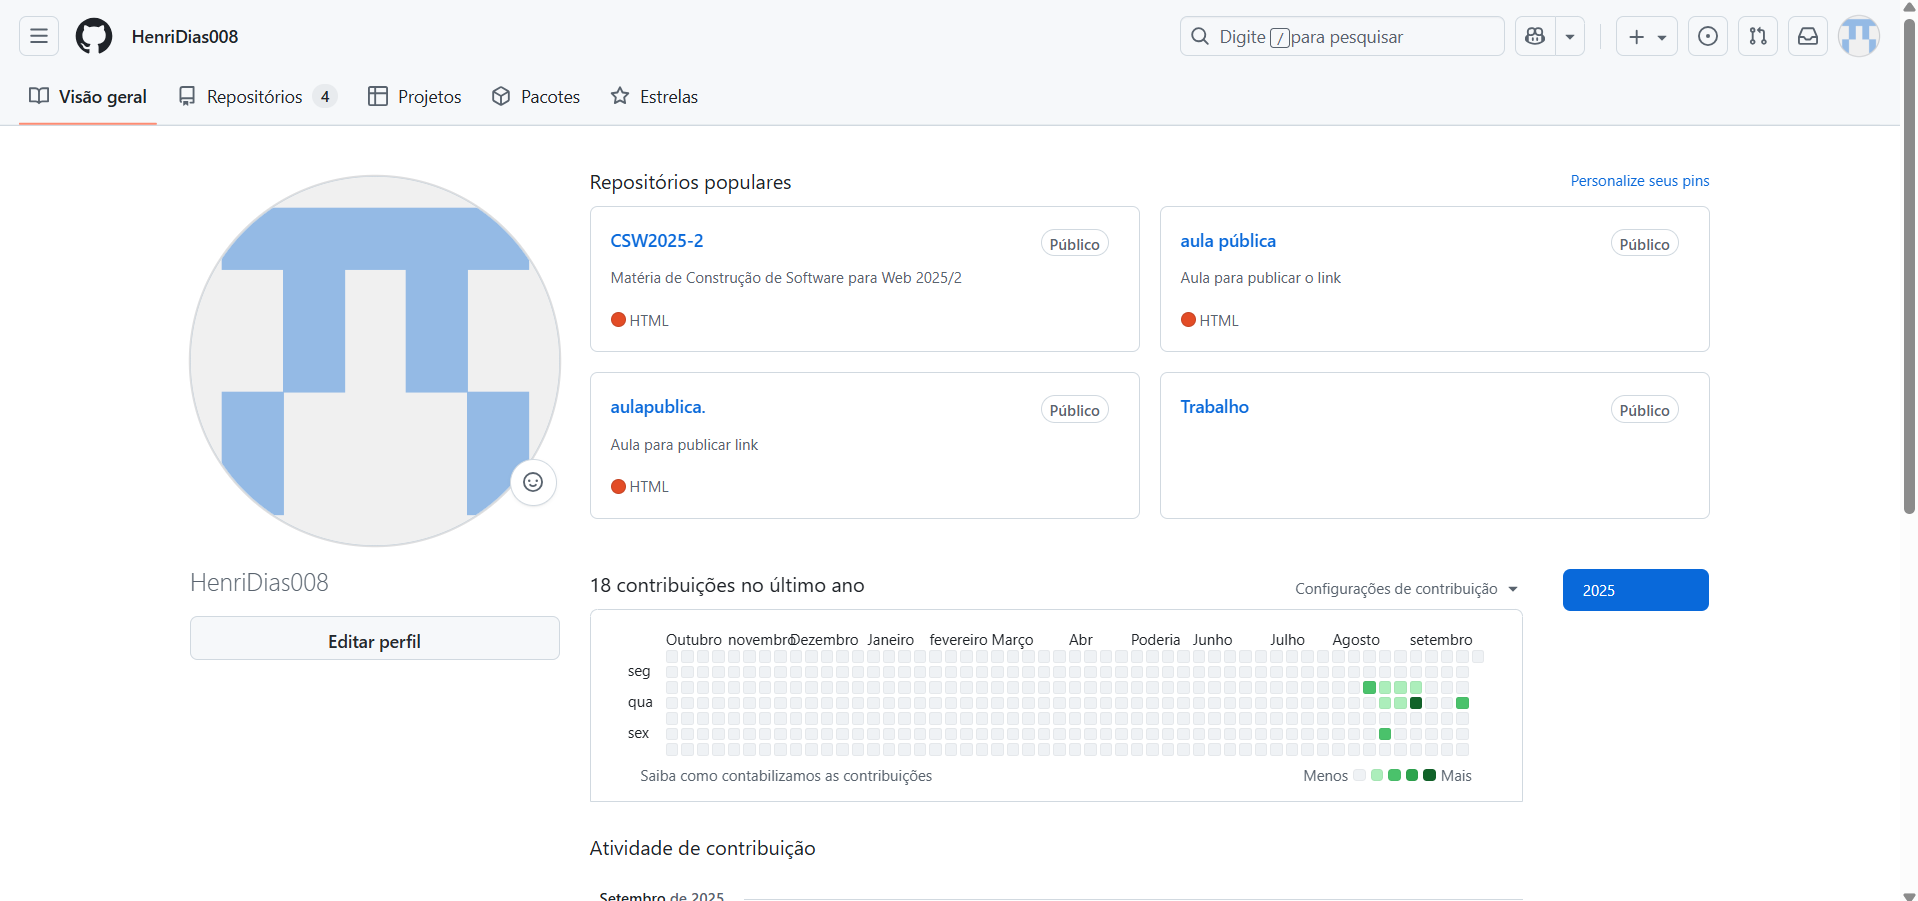 HenriDias008
Digite / para pesquisar
Visão geral
Repositórios 4
Projetos
Pacotes
Estrelas
Repositórios populares
Personalize seus pins
CSW2025-2
Público
Matéria de Construção de Software para Web 2025/2
HTML
aula pública
Público
Aula para publicar o link
HTML
aulapublica.
Público
Aula para publicar link
HTML
Trabalho
Público
HenriDias008
Editar perfil
18 contribuições no último ano
Configurações de contribuição
2025
Outubro novembro Dezembro Janeiro fevereiro Março Abr Poderia Junho Julho Agosto setembro
seg
qua
sex
Saiba como contabilizamos as contribuições
Menos Mais
Atividade de contribuição
Setembro de 2025